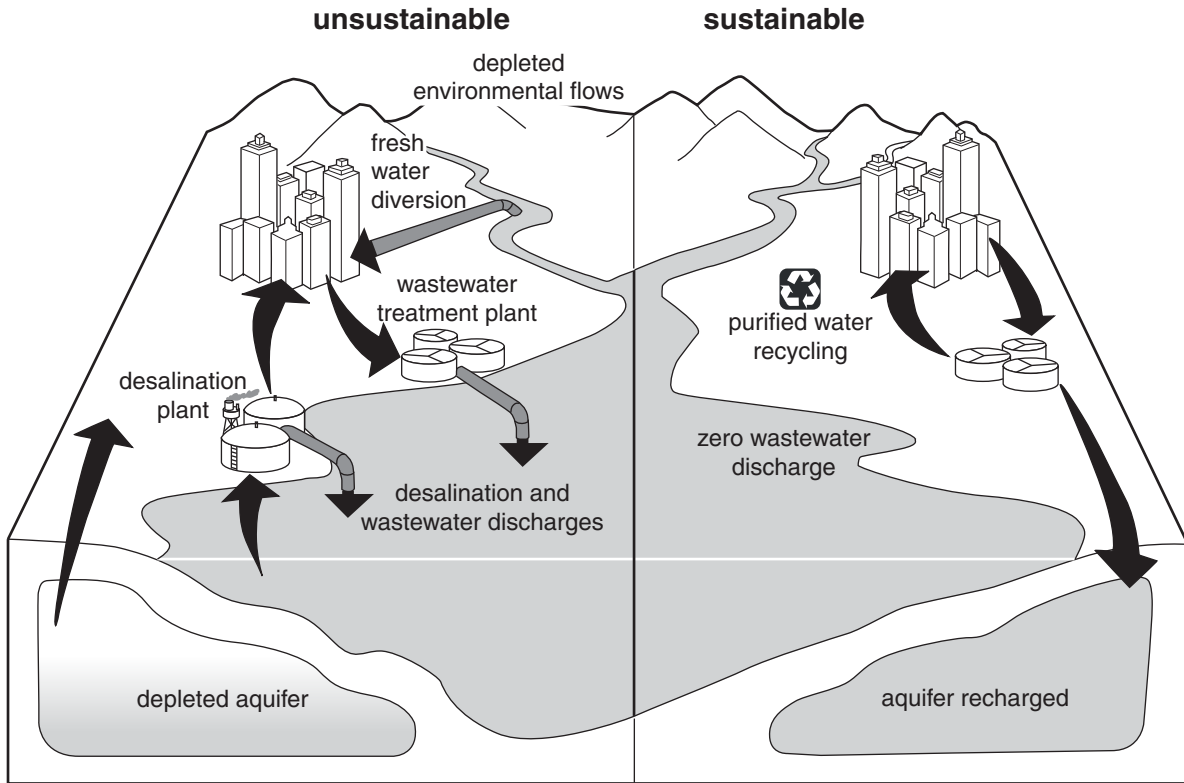 unsustainable
sustainable
depleted
environmental flows
fresh
water
diversion
wastewater
treatment plant
desalination
plant
desalination and
wastewater discharges
depleted aquifer
purified water
recycling
zero wastewater
discharge
aquifer recharged